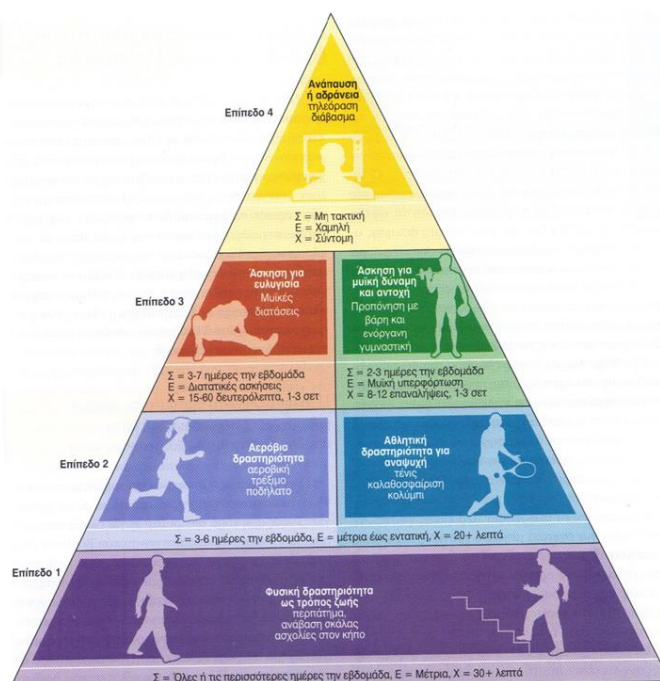 Επίπεδο 4
Ανάπαυση
ή αδράνεια
τηλεόραση
διάβασμα
Σ = Μη τακτική
Ε = Χαμηλή
Χ = Σύντομη
Επίπεδο 3
Άσκηση για
ευλυγισία
Μυϊκές
διατάσεις
Σ = 3-7 ημέρες την εβδομάδα
Ε = Διατατικές ασκήσεις
Χ = 15-60 δευτερόλεπτα, 1-3 σετ
Άσκηση για
μυϊκή δύναμη
και αντοχή
Προπόνηση με
βάρη και
ενόργανη
γυμναστική
Σ = 2-3 ημέρες την εβδομάδα
Ε = Μυϊκή υπερφόρτωση
Χ = 8-12 επαναλήψεις, 1-3 σετ
Επίπεδο 2
Αερόβια
δραστηριότητα
αεροβική
τρέξιμο
ποδήλατο
Αθλητική
δραστηριότητα για
αναψυχή
τένις
καλαθοσφαίριση
κολύμπι
Σ = 3-6 ημέρες την εβδομάδα, Ε = μέτρια έως εντατική, Χ = 20+ λεπτά
Επίπεδο 1
Φυσική δραστηριότητα
ως τρόπος ζωής
περπάτημα,
ανάβαση σκάλας
ασχολίες στον κήπο
Σ = Όλες ή τις περισσότερες ημέρες την εβδομάδα, Ε = Μέτρια, Χ = 30+ λεπτά